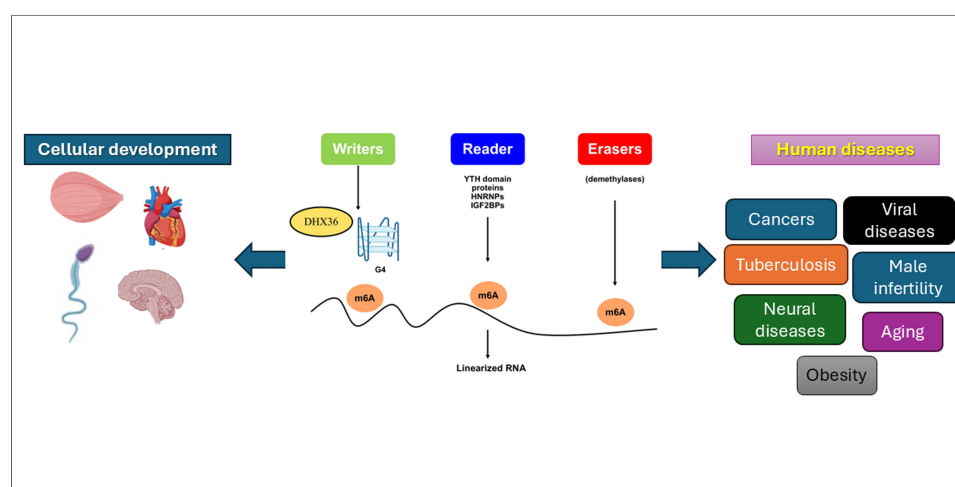 Cellular development
Writers
Reader
Erasers
Human diseases
YTH domain
proteins
HNRNPs
IGF2BPs
(demethylases)
DHX36
G4
m6A
m6A
m6A
Linearized RNA
Cancers
Viral
diseases
Tuberculosis
Male
infertility
Neural
diseases
Aging
Obesity